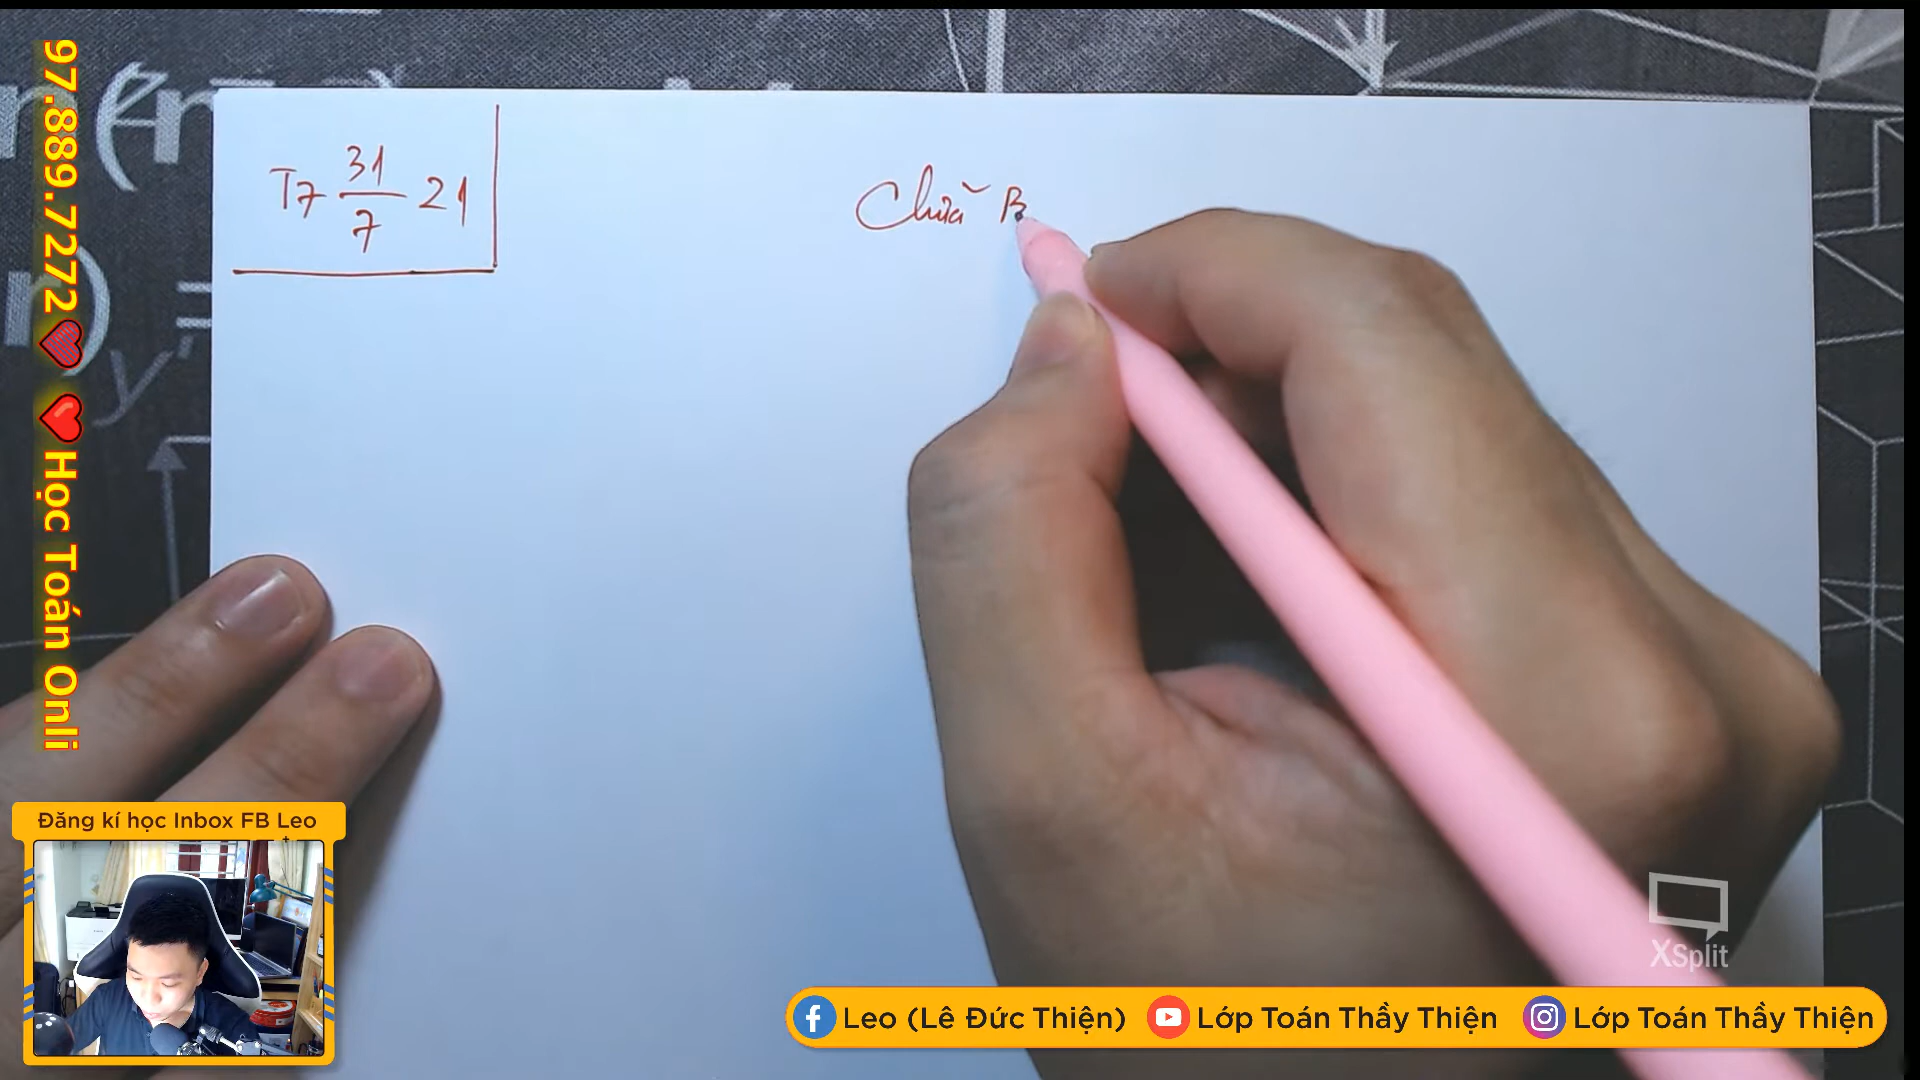 T7 31/7 21
Chữa B
97.889.7272 ❤️ ❤️ Học Toán Onli
Đăng kí học Inbox FB Leo
XSplit
Leo (Lê Đức Thiện) Lớp Toán Thầy Thiện Lớp Toán Thầy Thiện